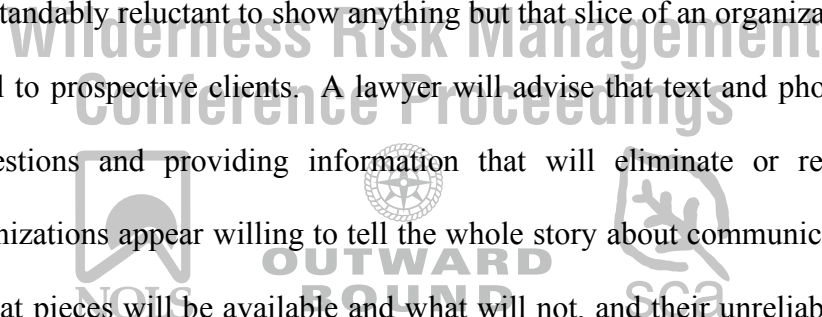 tandably reluctant to show anything but that slice of an organiza
Wilderness Risk Management
l to prospective clients. A lawyer will advise that text and pho
Conference Proceedings
estions and providing information that will eliminate or re
nizations appear willing to tell the whole story about communic
OUTWARD
at pieces will be available and what will not, and their unreliab
NOLS BOUND sca